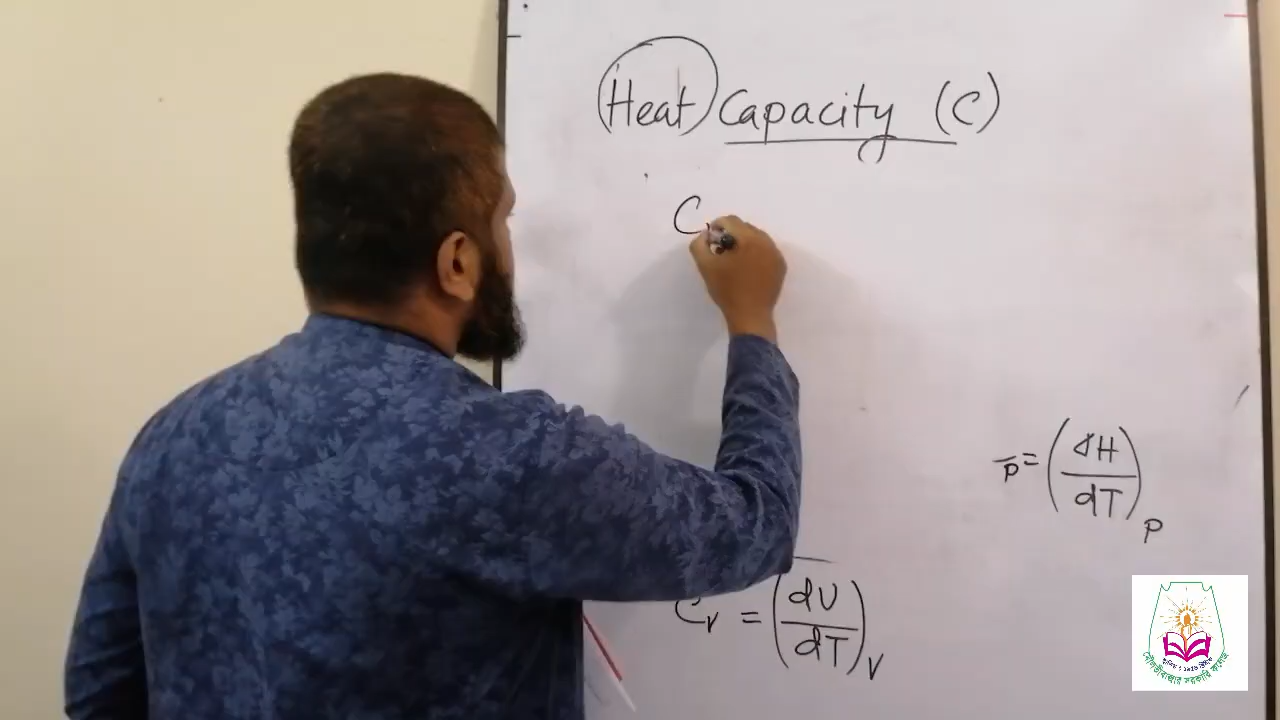 Heat Capacity (C)
C
p = (dH/dT)p
Cv = (dU/dT)v